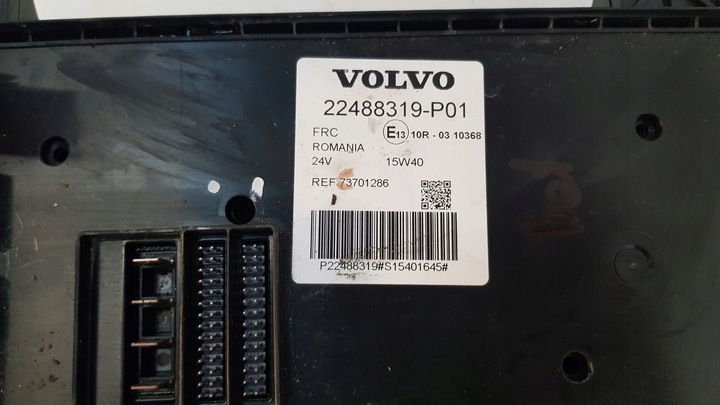 VOLVO
22488319-P01
FRC E13 10R - 03 10368
ROMANIA
24V 15W40
REF 73701286
P22488319#S15401645#